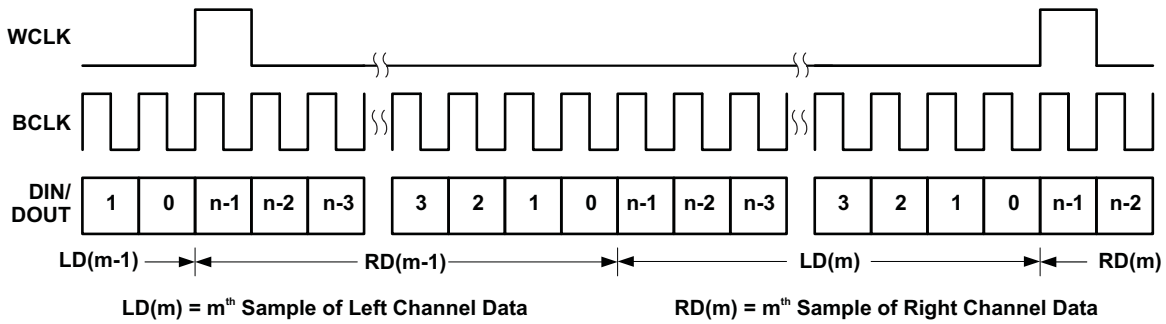 WCLK
BCLK
DIN/
DOUT
1 0 n-1 n-2 n-3 3 2 1 0 n-1 n-2 n-3 3 2 1 0 n-1 n-2
LD(m-1) RD(m-1) LD(m) RD(m)
LD(m) = mth Sample of Left Channel Data RD(m) = mth Sample of Right Channel Data